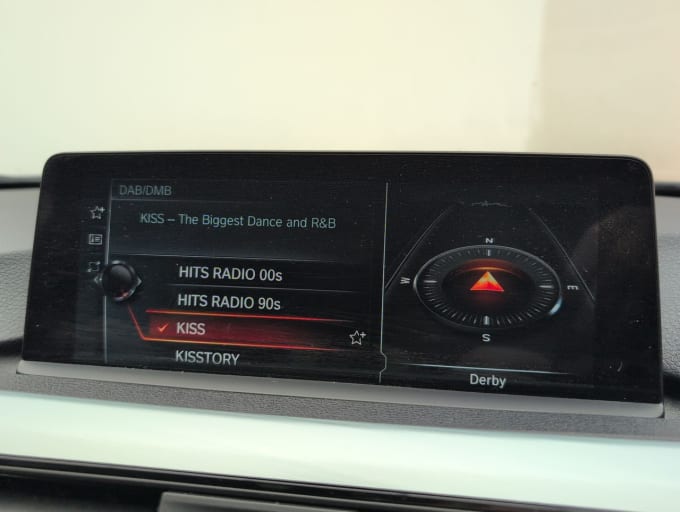 DAB/DMB
KISS – The Biggest Dance and R&B
HITS RADIO 00s
HITS RADIO 90s
KISS
KISSTORY
N
W
E
S
Derby